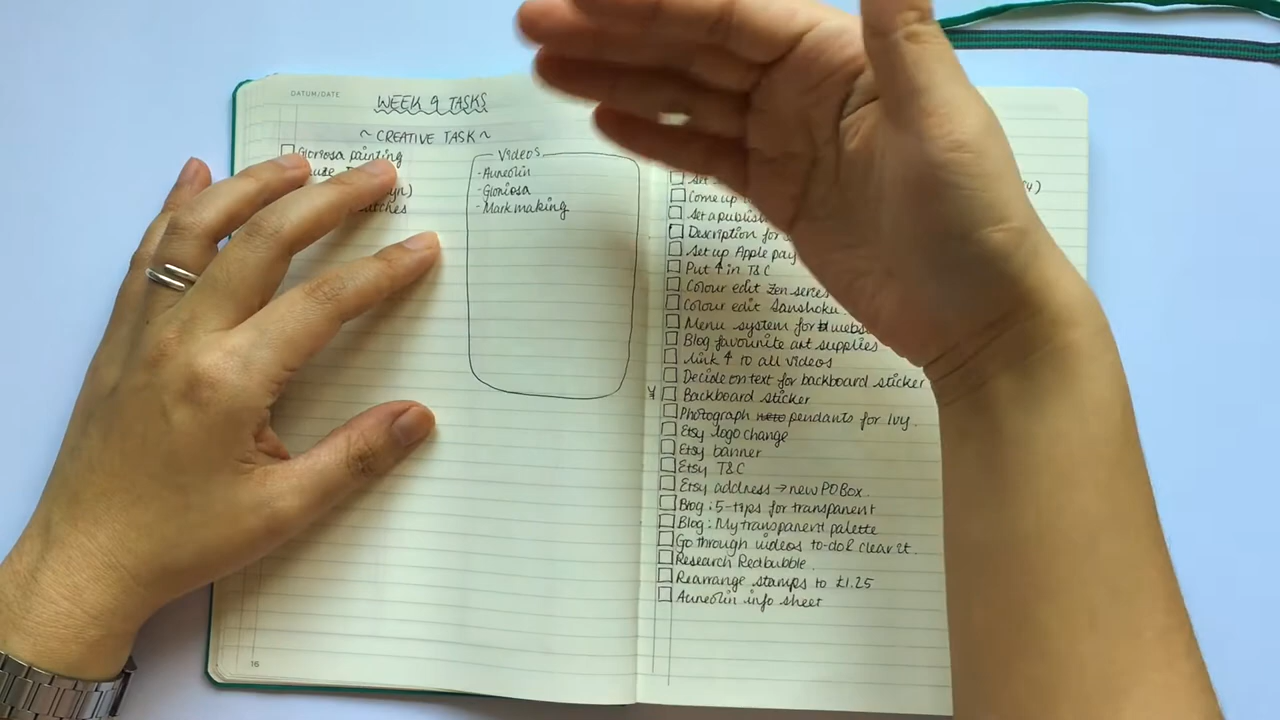 DATUM/DATE
WEEK 9 TASKS
~ CREATIVE TASK ~
Gloriosa painting
Videos
- Aureolin
- Gloriosa
- Mark making
Set
Come up
Set a publish
Description for
Set up Apple pay
Put ↑ in T&C
Colour edit Zen series
Colour edit Sanshoku
Menu system for webs
Blog favourite art supplies
Link ↑ to all videos
Decide on text for backboard sticker
Backboard sticker
Photograph pendants for Ivy.
Etsy logo change
Etsy banner
Etsy T&C
Etsy address → new PO Box.
Blog: 5-tips for transparent
Blog: My transparent palette
Go through videos to-do & clear it.
Research Redbubble.
Rearrange stamps to £1.25
Aureolin info sheet
16